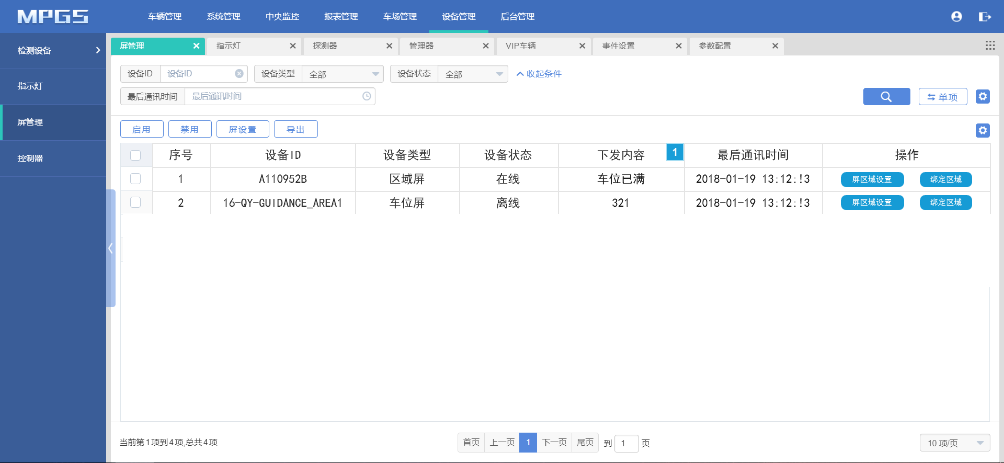 MPGS 车辆管理 系统管理 中央监控 报表管理 车场管理 设备管理 后台管理
检测设备
指示灯
屏管理
控制器
屏管理 指示灯 探测器 管理器 VIP车辆 事件设置 参数配置
设备ID 设备ID 设备类型 全部 设备状态 全部 收起条件
最后通讯时间 最后通讯时间 单项
启用 禁用 屏设置 导出
序号 设备ID 设备类型 设备状态 下发内容 1 最后通讯时间 操作
1 A110952B 区域屏 在线 车位已满 2018-01-19 13:12:!3 屏区域设置 绑定区域
2 16-QY-GUIDANCE_AREA1 车位屏 离线 321 2018-01-19 13:12:!3 屏区域设置 绑定区域
当前第1项到4项,总共4项 首页 上一页 1 下一页 尾页 到 1 页 10 项/页